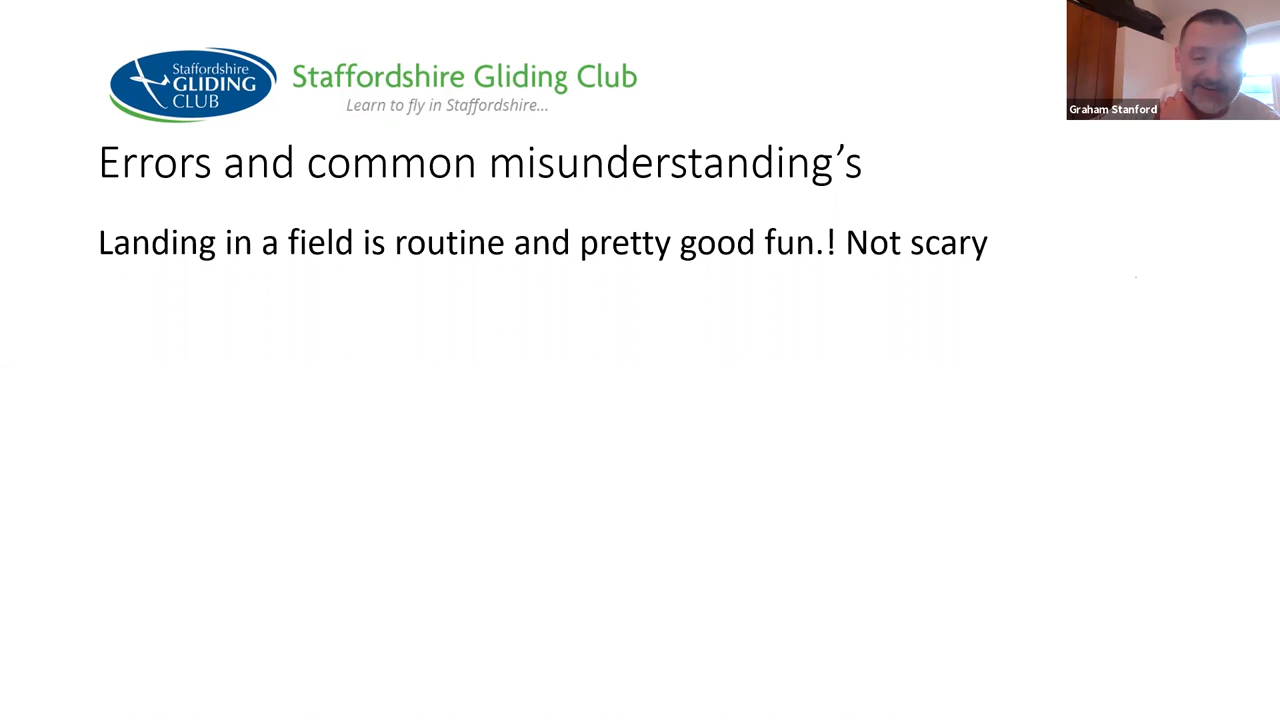 Staffordshire
GLIDING
CLUB
Staffordshire Gliding Club
Learn to fly in Staffordshire...
Graham Stanford
Errors and common misunderstanding’s
Landing in a field is routine and pretty good fun.! Not scary